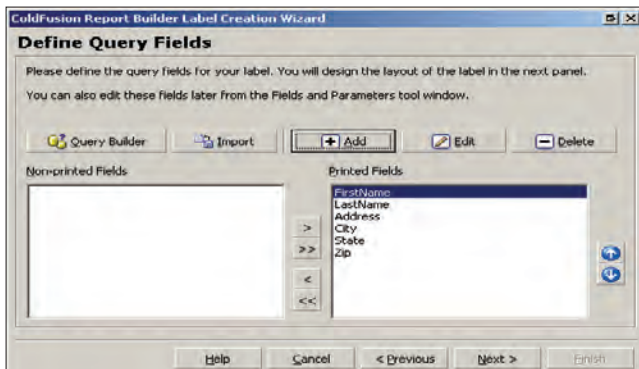 ColdFusion Report Builder Label Creation Wizard
Define Query Fields
Please define the query fields for your label. You will design the layout of the label in the next panel.
You can also edit these fields later from the Fields and Parameters tool window.
Query Builder Import Add Edit Delete
Non-printed Fields Printed Fields
FirstName
LastName
Address
City
State
Zip
>
>>
<
<<
Help Cancel < Previous Next > Finish